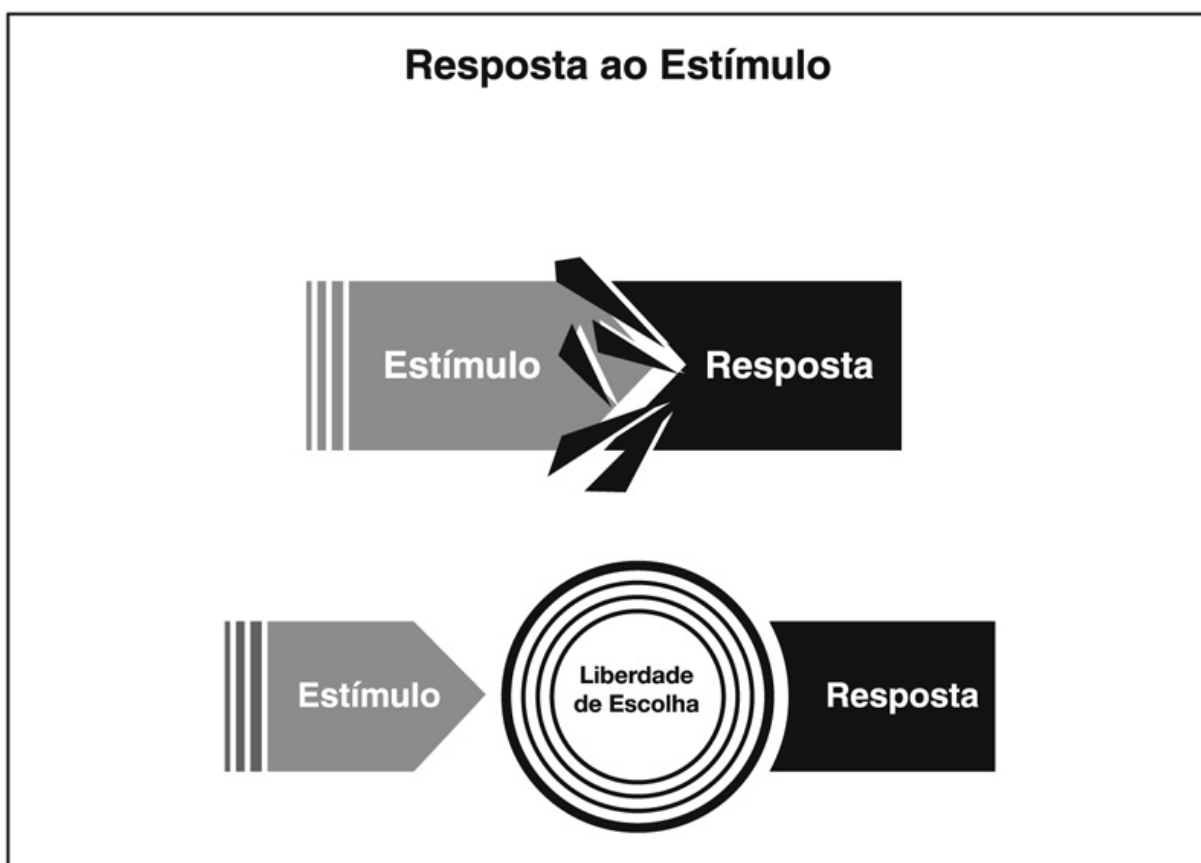 Resposta ao Estímulo
Estímulo
Resposta
Estímulo
Liberdade
de Escolha
Resposta